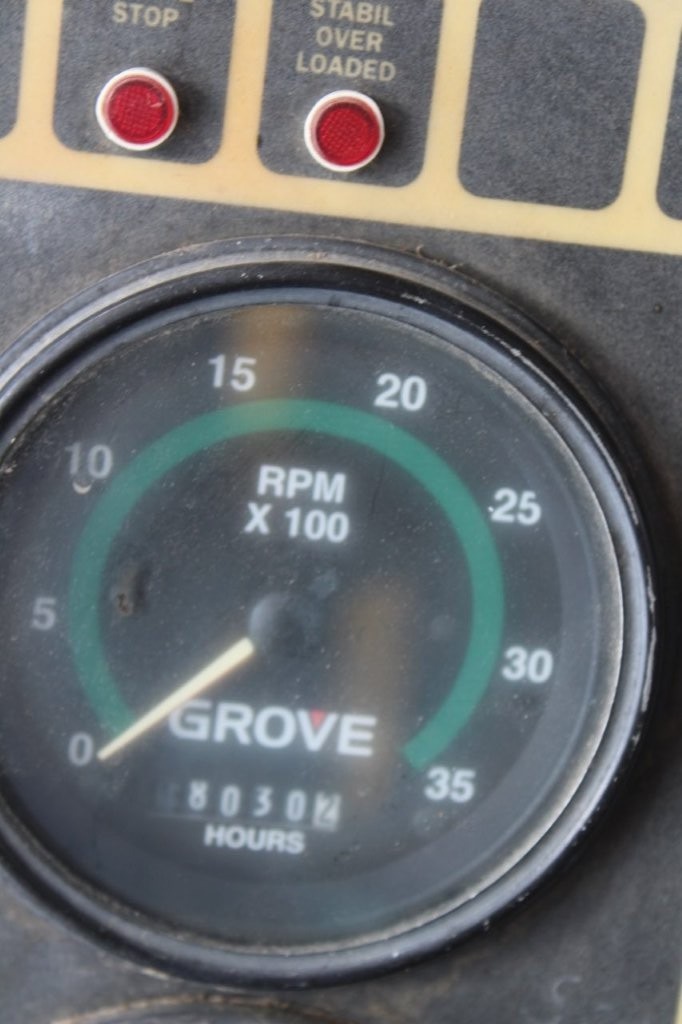 STOP
STABIL
OVER
LOADED
15
20
10
25
RPM
X 100
5
30
GROVE
0
35
8030
HOURS